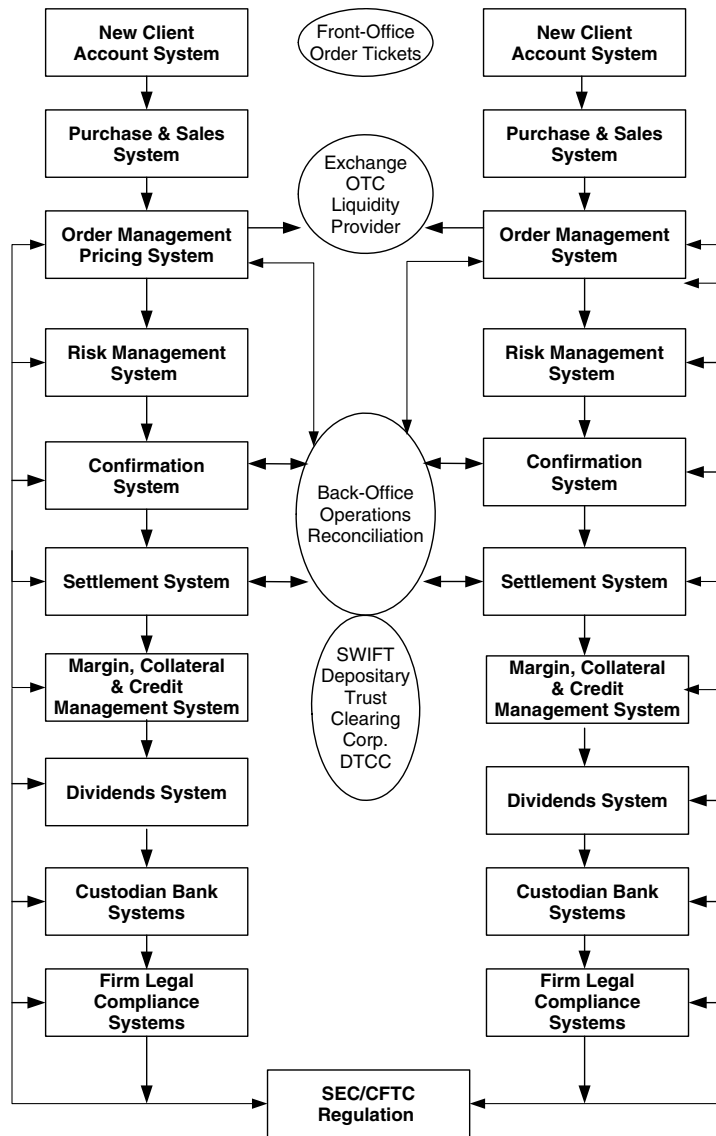 New Client
Account System
Front-Office
Order Tickets
New Client
Account System
Purchase & Sales
System
Purchase & Sales
System
Exchange
OTC
Liquidity
Provider
Order Management
Pricing System
Order Management
System
Risk Management
System
Risk Management
System
Confirmation
System
Back-Office
Operations
Reconciliation
Confirmation
System
Settlement System
Settlement System
Margin, Collateral
& Credit
Management System
SWIFT
Depositary
Trust
Clearing
Corp.
DTCC
Margin, Collateral
& Credit
Management System
Dividends System
Dividends System
Custodian Bank
Systems
Custodian Bank
Systems
Firm Legal
Compliance
Systems
Firm Legal
Compliance
Systems
SEC/CFTC
Regulation